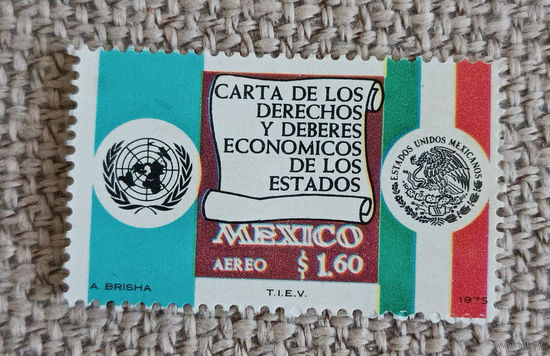 CARTA DE LOS
DERECHOS
Y DEBERES
ECONOMICOS
DE LOS
ESTADOS
ESTADOS UNIDOS MEXICANOS
MEXICO
AEREO $1.60
A. BRISHA
T.I.E.V.
1975